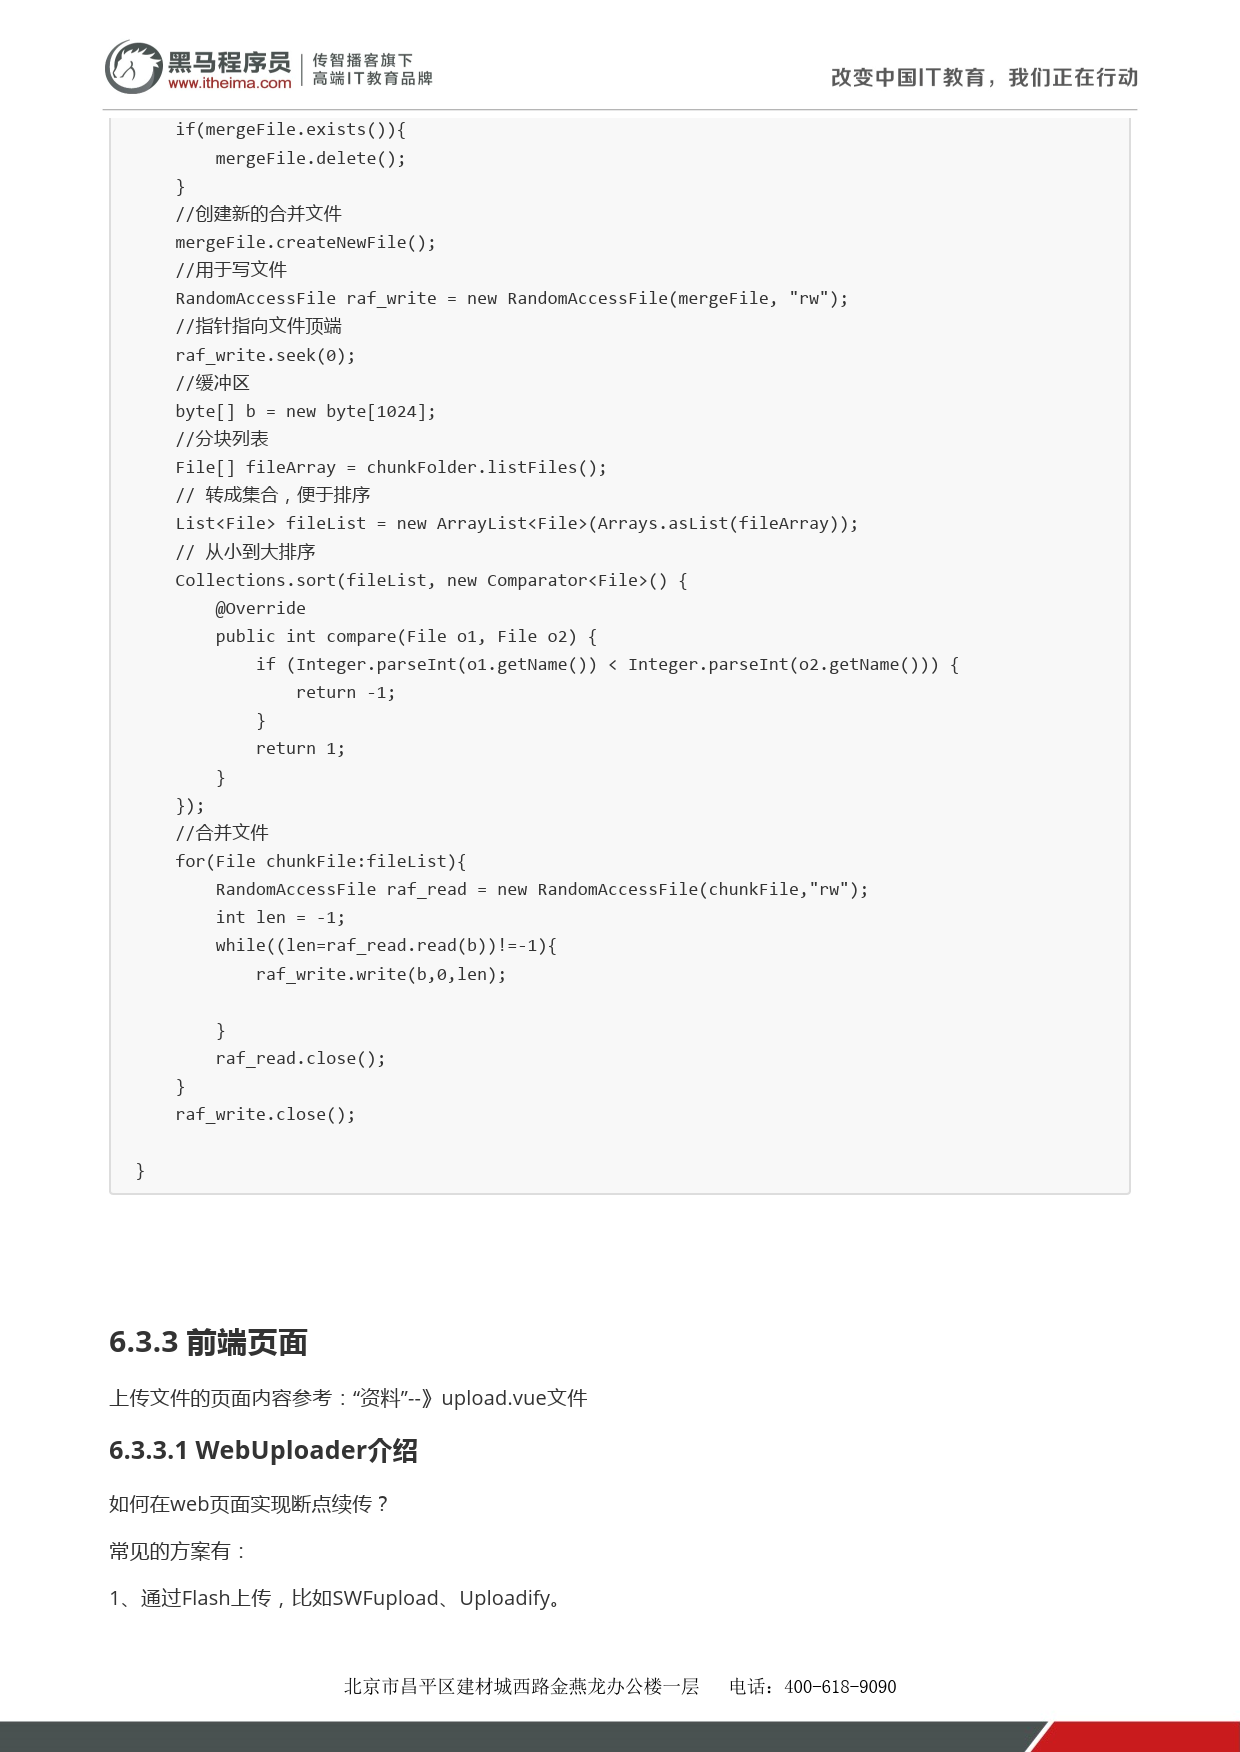 黑马程序员
www.itheima.com
传智播客旗下
高端IT教育品牌
改变中国IT教育，我们正在行动
    if(mergeFile.exists()){
        mergeFile.delete();
    }
    //创建新的合并文件
    mergeFile.createNewFile();
    //用于写文件
    RandomAccessFile raf_write = new RandomAccessFile(mergeFile, "rw");
    //指针指向文件顶端
    raf_write.seek(0);
    //缓冲区
    byte[] b = new byte[1024];
    //分块列表
    File[] fileArray = chunkFolder.listFiles();
    // 转成集合，便于排序
    List<File> fileList = new ArrayList<File>(Arrays.asList(fileArray));
    // 从小到大排序
    Collections.sort(fileList, new Comparator<File>() {
        @Override
        public int compare(File o1, File o2) {
            if (Integer.parseInt(o1.getName()) < Integer.parseInt(o2.getName())) {
                return -1;
            }
            return 1;
        }
    });
    //合并文件
    for(File chunkFile:fileList){
        RandomAccessFile raf_read = new RandomAccessFile(chunkFile,"rw");
        int len = -1;
        while((len=raf_read.read(b))!=-1){
            raf_write.write(b,0,len);

        }
        raf_read.close();
    }
    raf_write.close();

}
6.3.3 前端页面
上传文件的页面内容参考：“资料”--》upload.vue文件
6.3.3.1 WebUploader介绍
如何在web页面实现断点续传？
常见的方案有：
1、通过Flash上传，比如SWFupload、Uploadify。
北京市昌平区建材城西路金燕龙办公楼一层 电话：400-618-9090